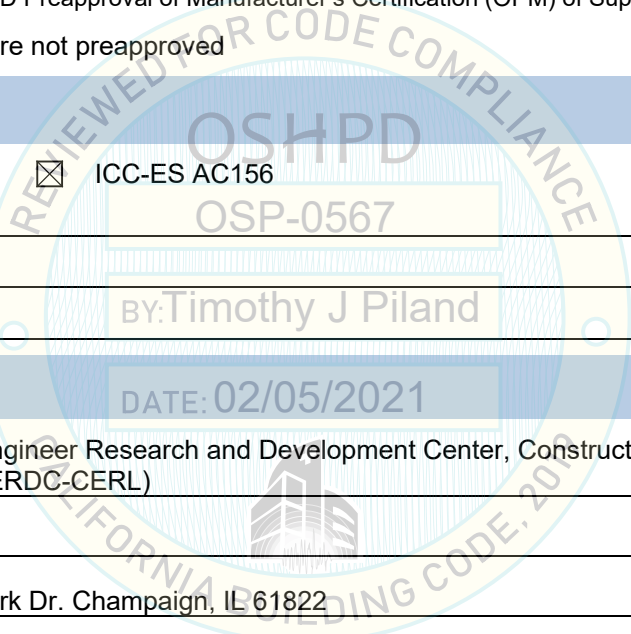 D Preapproval of Manufacturer's Certification (OPM) of Sup
re not preapproved
REVIEWED FOR CODE COMPLIANCE
OSHPD
ICC-ES AC156
OSP-0567
BY:Timothy J Piland
DATE: 02/05/2021
ngineer Research and Development Center, Construct
ERDC-CERL)
CALIFORNIA BUILDING CODE, 2019
rk Dr. Champaign, IL 61822